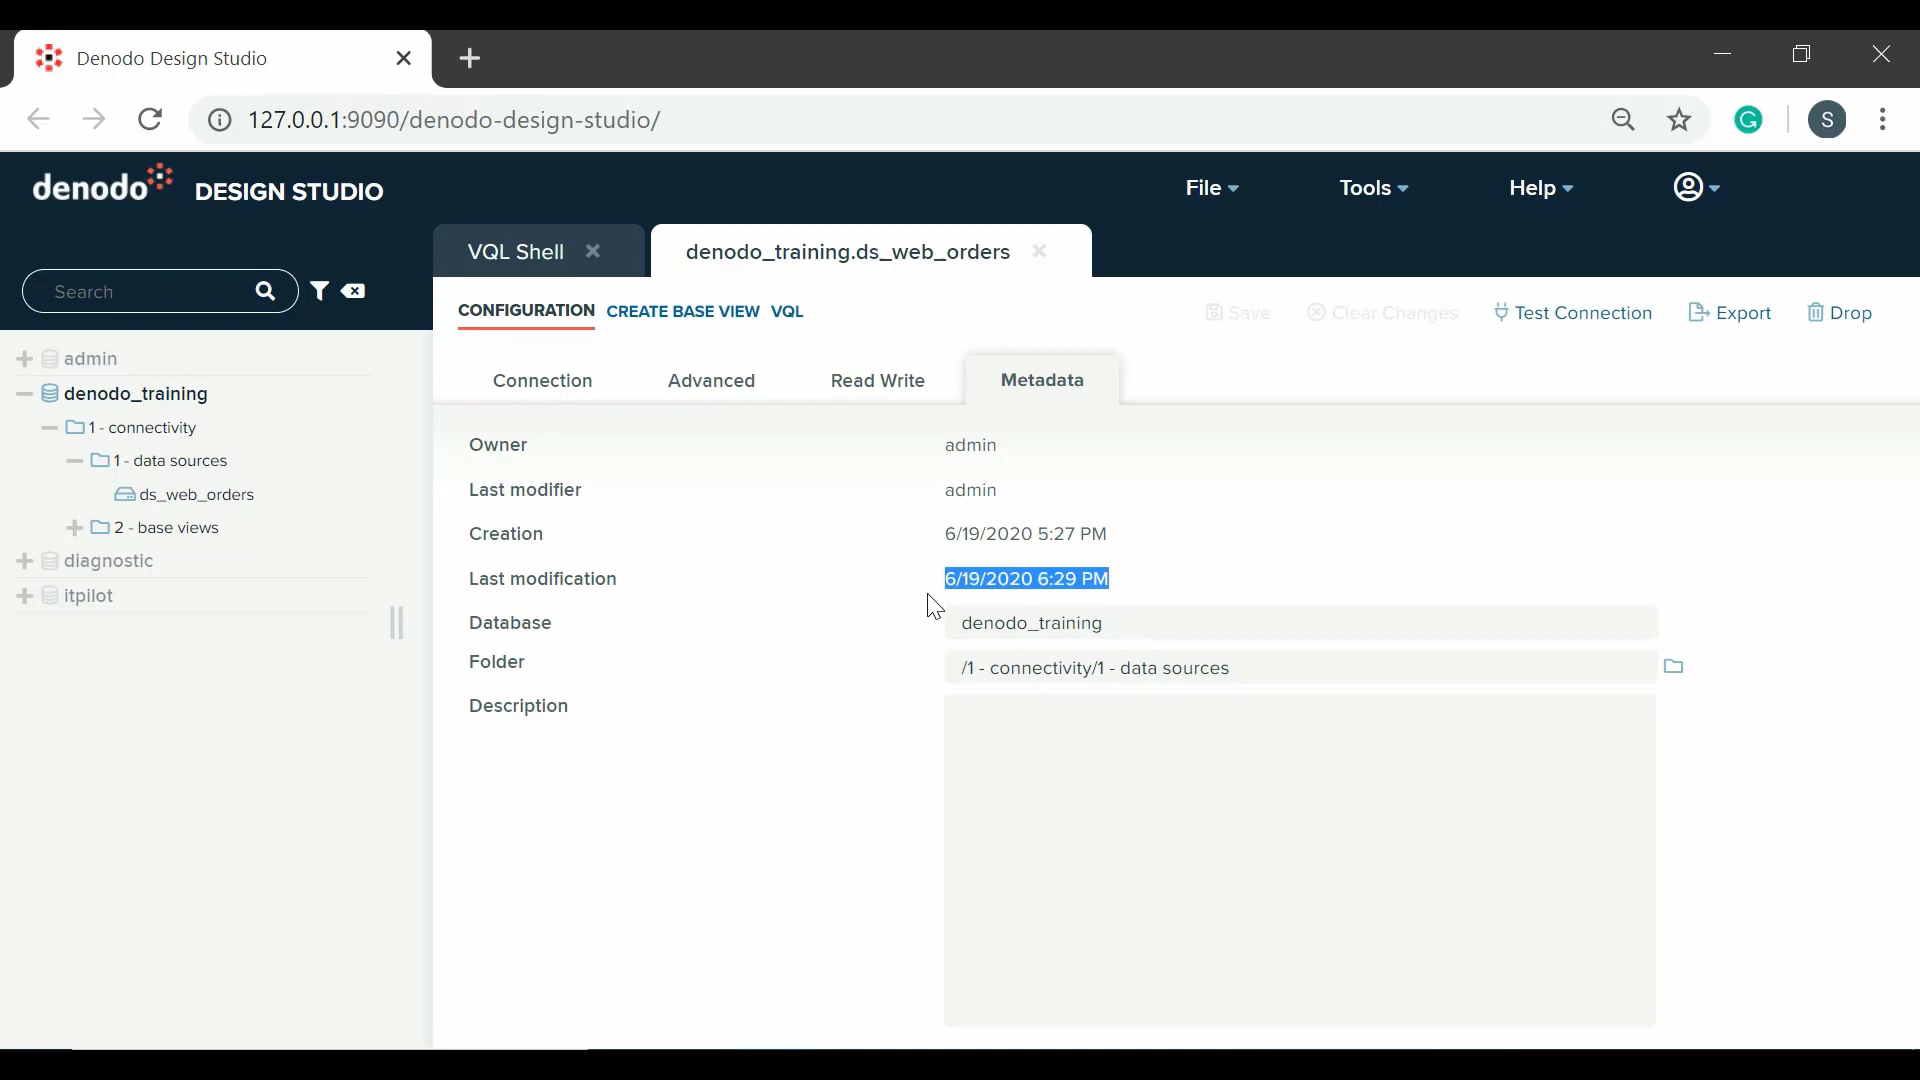 Denodo Design Studio
127.0.0.1:9090/denodo-design-studio/
S
denodo DESIGN STUDIO
File
Tools
Help
VQL Shell
denodo_training.ds_web_orders
Search
CONFIGURATION
CREATE BASE VIEW
VQL
Save
Clear Changes
Test Connection
Export
Drop
admin
denodo_training
1 - connectivity
1 - data sources
ds_web_orders
2 - base views
diagnostic
itpilot
Connection
Advanced
Read Write
Metadata
Owner
admin
Last modifier
admin
Creation
6/19/2020 5:27 PM
Last modification
6/19/2020 6:29 PM
Database
denodo_training
Folder
/1 - connectivity/1 - data sources
Description